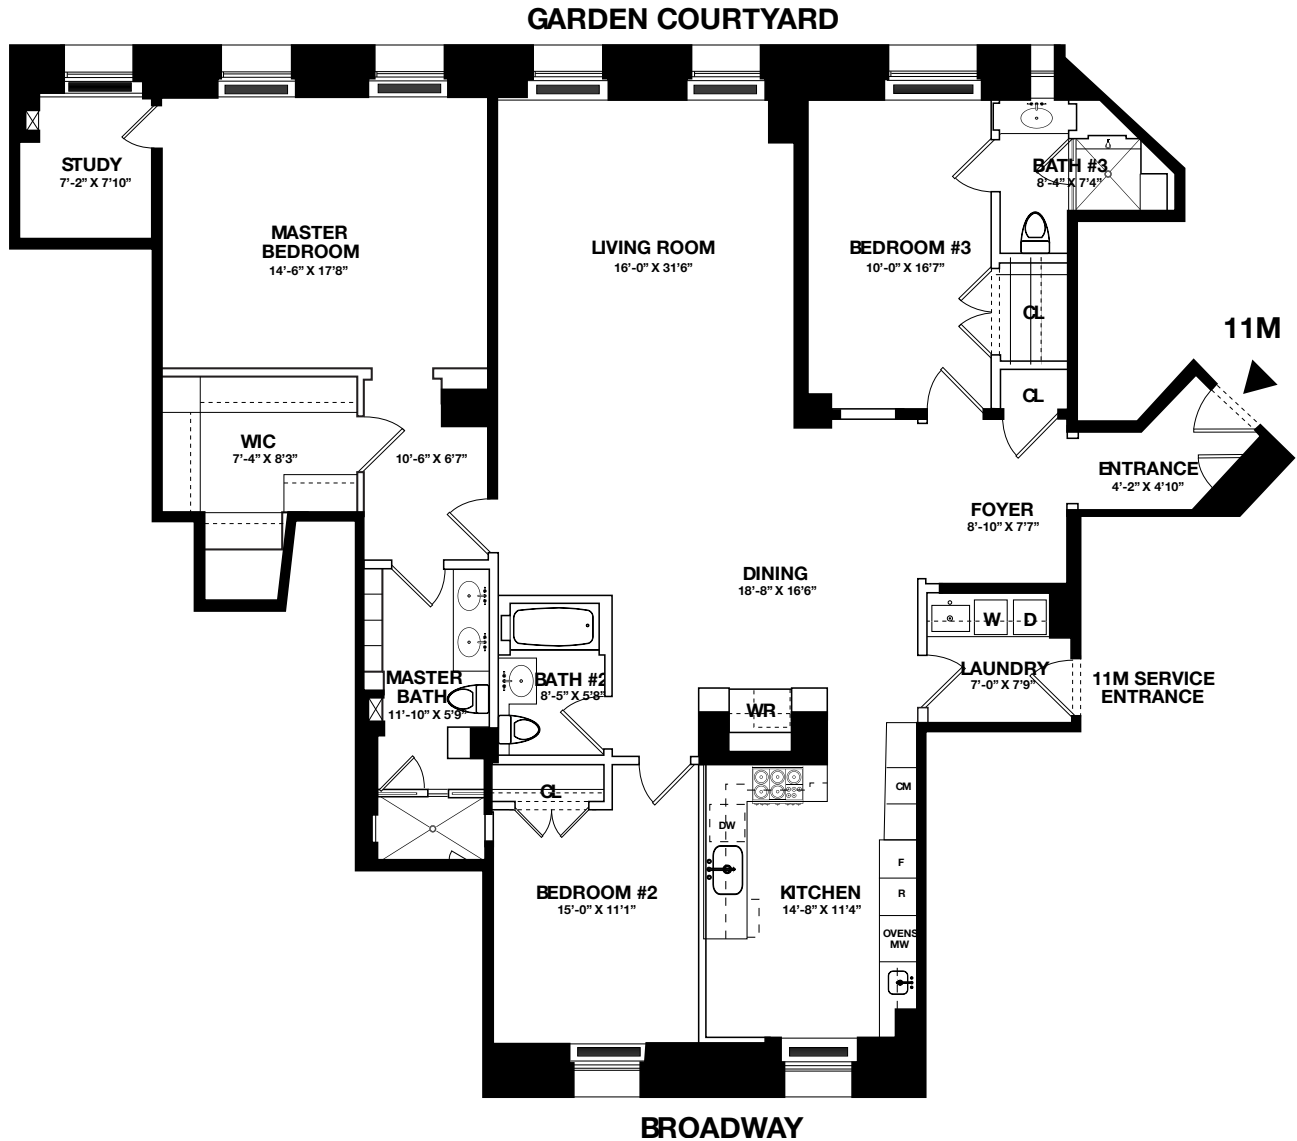 GARDEN COURTYARD
STUDY
7'-2" X 7'10"
MASTER
BEDROOM
14'-6" X 17'8"
LIVING ROOM
16'-0" X 31'6"
BEDROOM #3
10'-0" X 16'7"
BATH #3
8'-4" X 7'4"
CL
11M
CL
WIC
7'-4" X 8'3"
10'-6" X 6'7"
ENTRANCE
4'-2" X 4'10"
FOYER
8'-10" X 7'7"
DINING
18'-8" X 16'6"
W
D
LAUNDRY
7'-0" X 7'9"
11M SERVICE
ENTRANCE
MASTER
BATH
11'-10" X 5'9"
BATH #2
8'-5" X 5'8"
WR
CL
CM
DW
F
R
OVENS
MW
BEDROOM #2
15'-0" X 11'1"
KITCHEN
14'-8" X 11'4"
BROADWAY